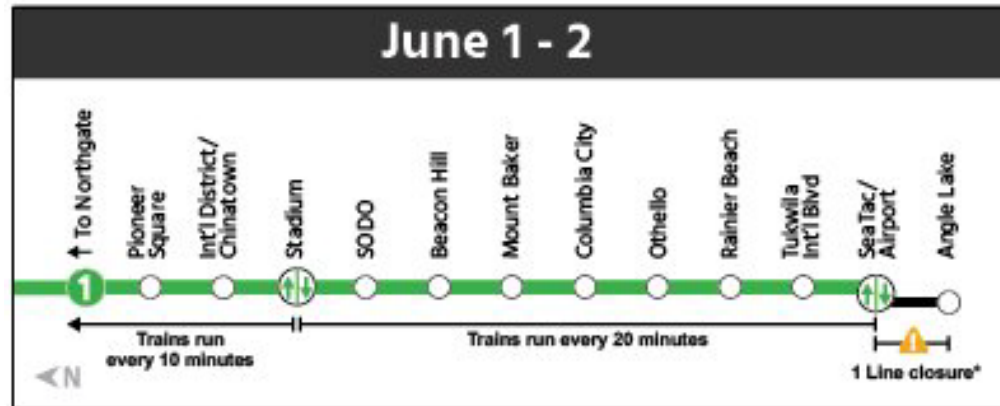 June 1 - 2
↑ To Northgate
Pioneer
Square
Int'l District/
Chinatown
Stadium
SODO
Beacon Hill
Mount Baker
Columbia City
Othello
Rainier Beach
Tukwila
Int'l Blvd
SeaTac/
Airport
Angle Lake
1
Trains run
every 10 minutes
Trains run every 20 minutes
1 Line closure*
N